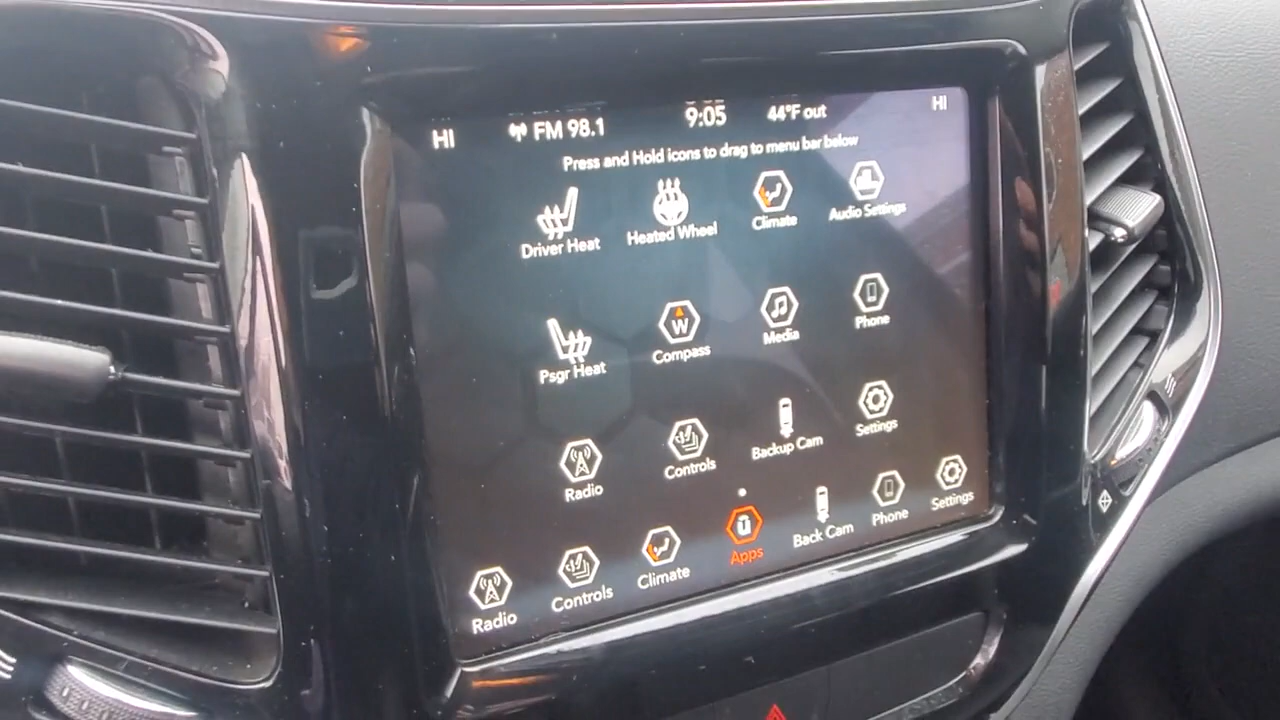 HI FM 98.1 9:05 44°F out HI
Press and Hold icons to drag to menu bar below
Driver Heat Heated Wheel Climate Audio Settings
Psgr Heat W Compass Media Phone
Radio Controls Backup Cam Settings
Radio Controls Climate ū Apps Back Cam Phone Settings